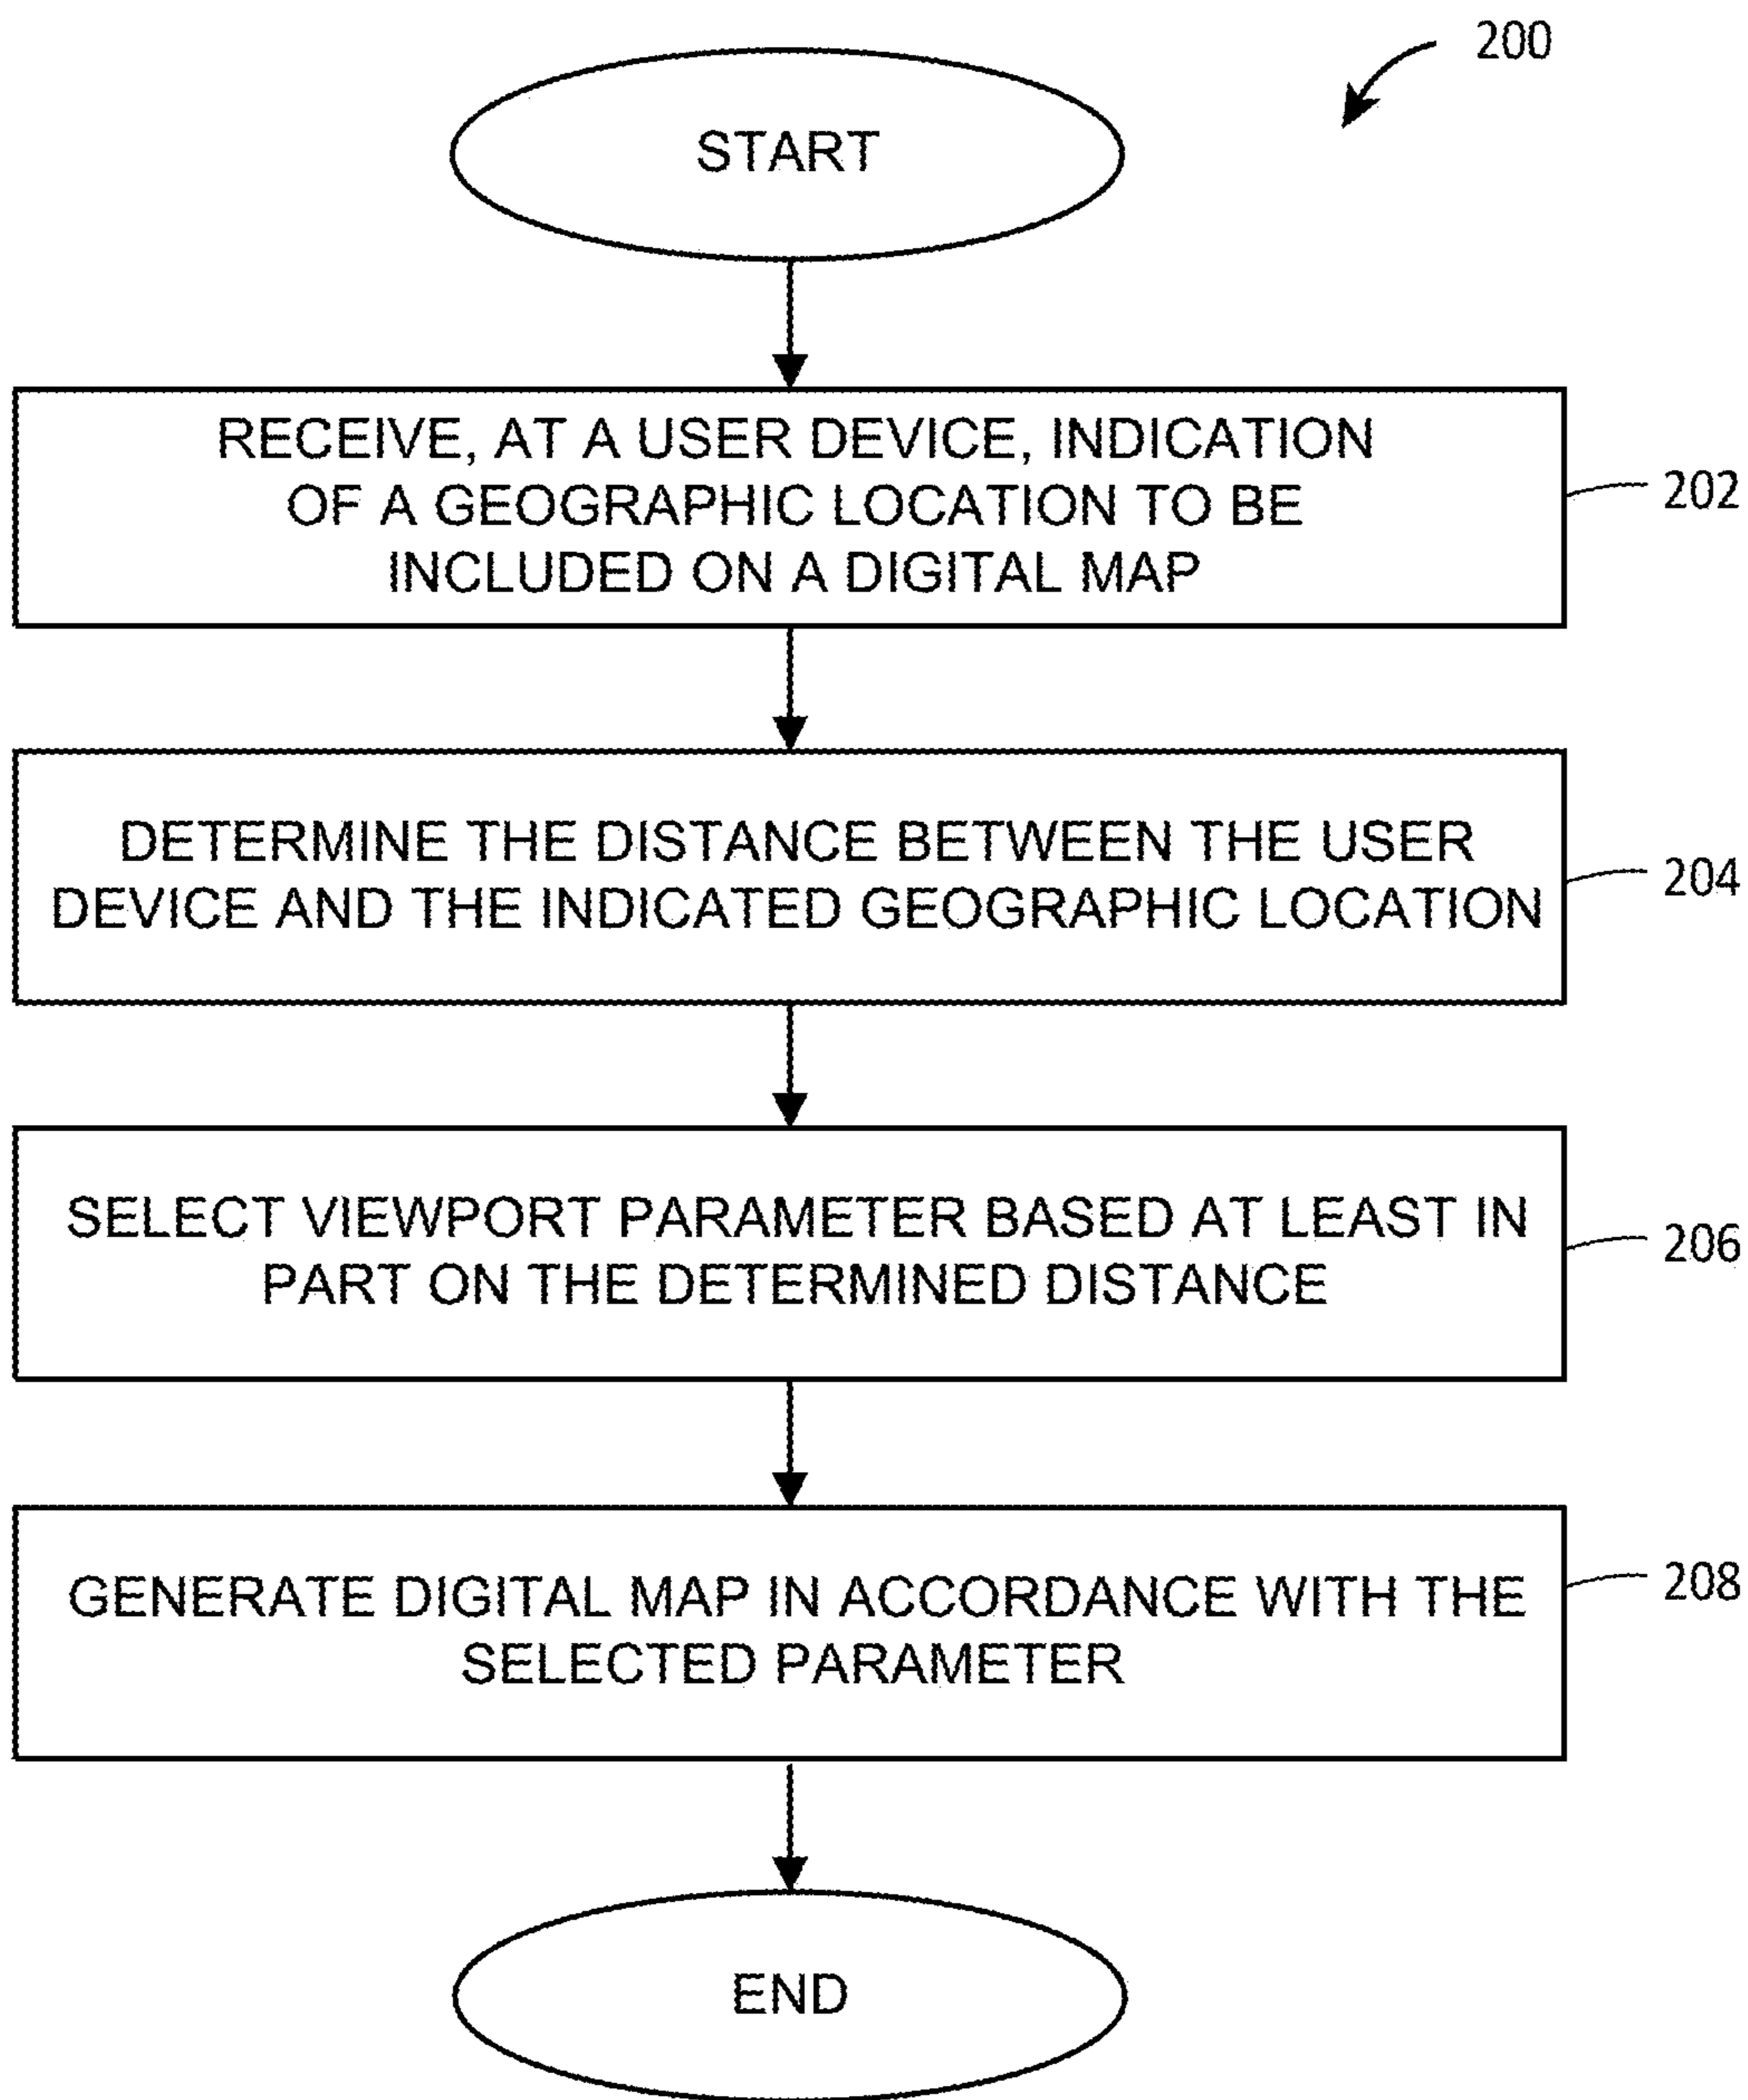 200
START
RECEIVE, AT A USER DEVICE, INDICATION
OF A GEOGRAPHIC LOCATION TO BE
INCLUDED ON A DIGITAL MAP
202
DETERMINE THE DISTANCE BETWEEN THE USER
DEVICE AND THE INDICATED GEOGRAPHIC LOCATION
204
SELECT VIEWPORT PARAMETER BASED AT LEAST IN
PART ON THE DETERMINED DISTANCE
206
GENERATE DIGITAL MAP IN ACCORDANCE WITH THE
SELECTED PARAMETER
208
END